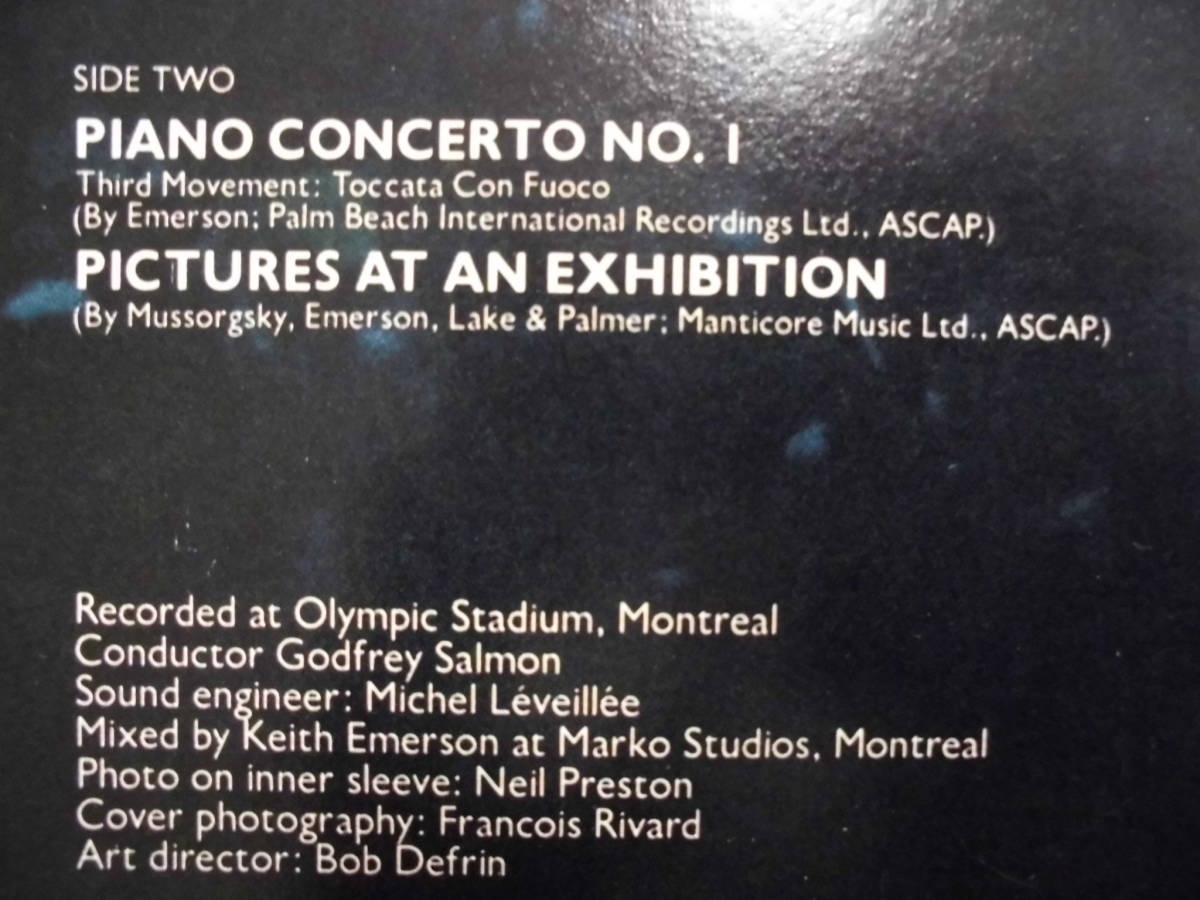 SIDE TWO
PIANO CONCERTO NO. 1
Third Movement: Toccata Con Fuoco
(By Emerson; Palm Beach International Recordings Ltd., ASCAP.)
PICTURES AT AN EXHIBITION
(By Mussorgsky, Emerson, Lake & Palmer; Manticore Music Ltd., ASCAP.)
Recorded at Olympic Stadium, Montreal
Conductor Godfrey Salmon
Sound engineer: Michel Léveillée
Mixed by Keith Emerson at Marko Studios, Montreal
Photo on inner sleeve: Neil Preston
Cover photography: Francois Rivard
Art director: Bob Defrin